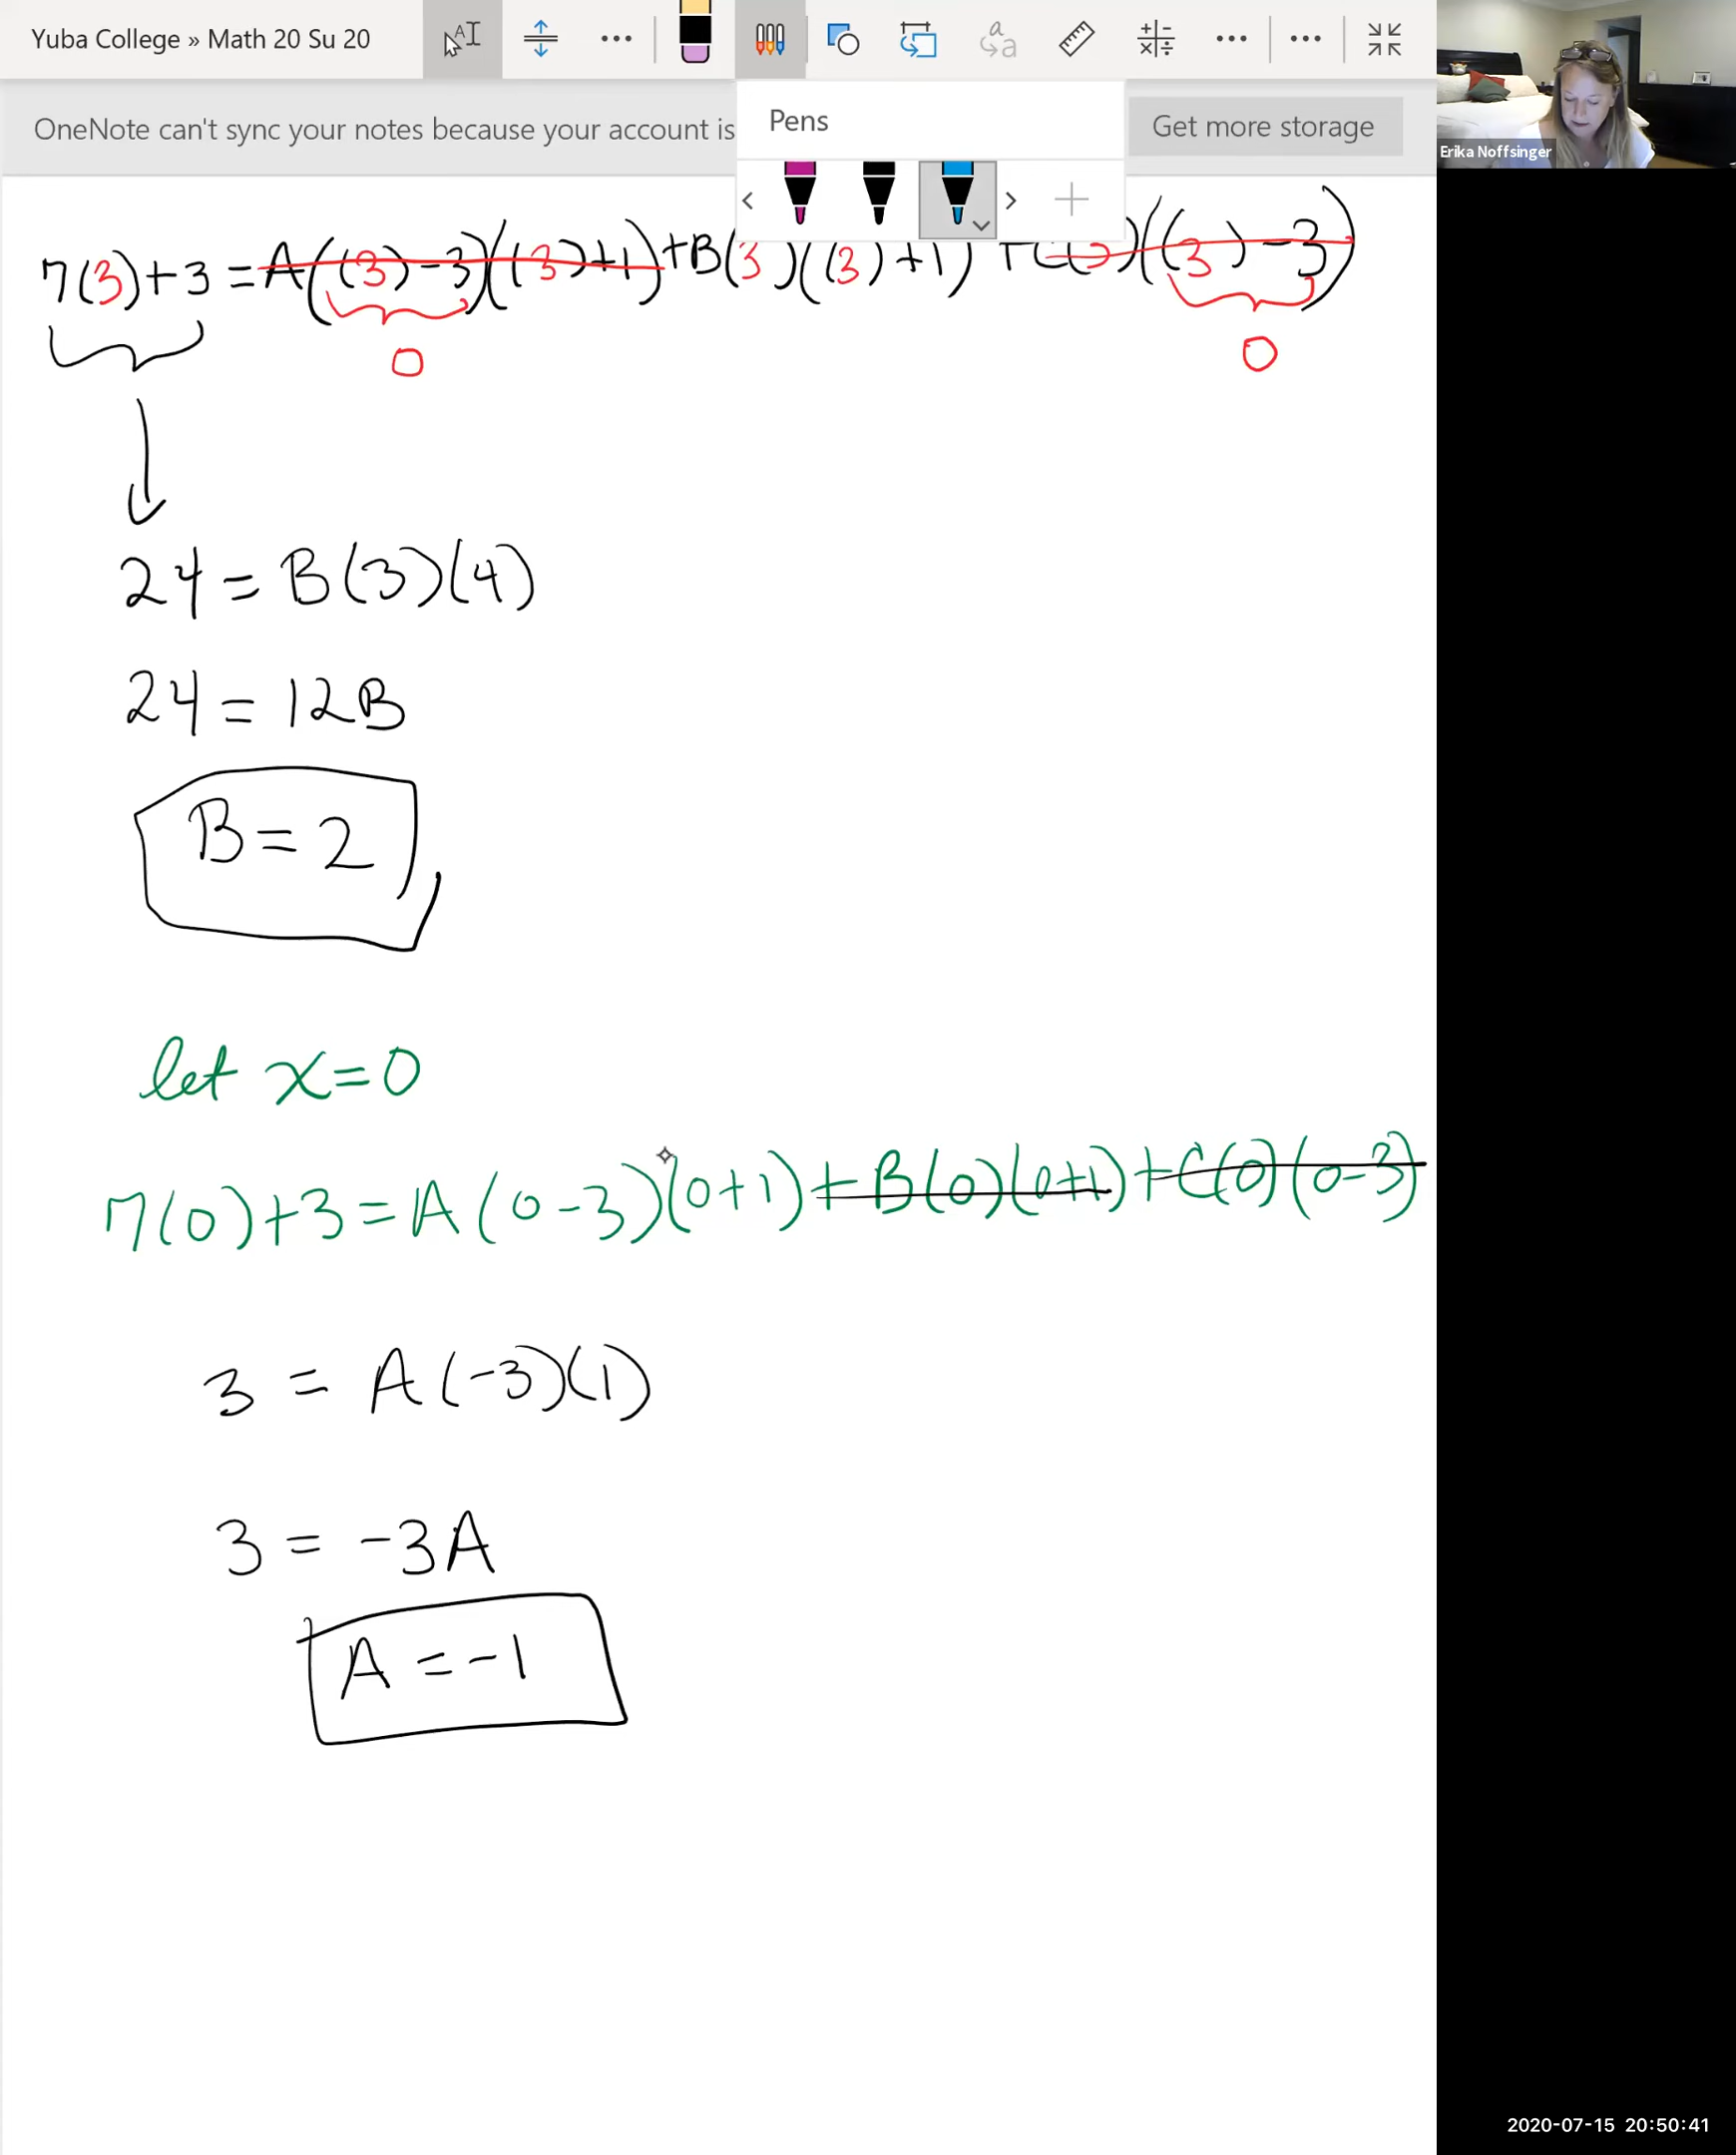 Yuba College » Math 20 Su 20
OneNote can't sync your notes because your account is
Pens
Get more storage
Erika Noffsinger
7(3)+3=A((3)-3)((3)+1)+B(3)((3)+1)+C(3)((3)-3)
0 0
24=B(3)(4)
24=12B
B=2
let x=0
7(0)+3=A(0-3)(0+1)+B(0)(0+1)+C(0)(0-3)
3=A(-3)(1)
3=-3A
A=-1
2020-07-15 20:50:41